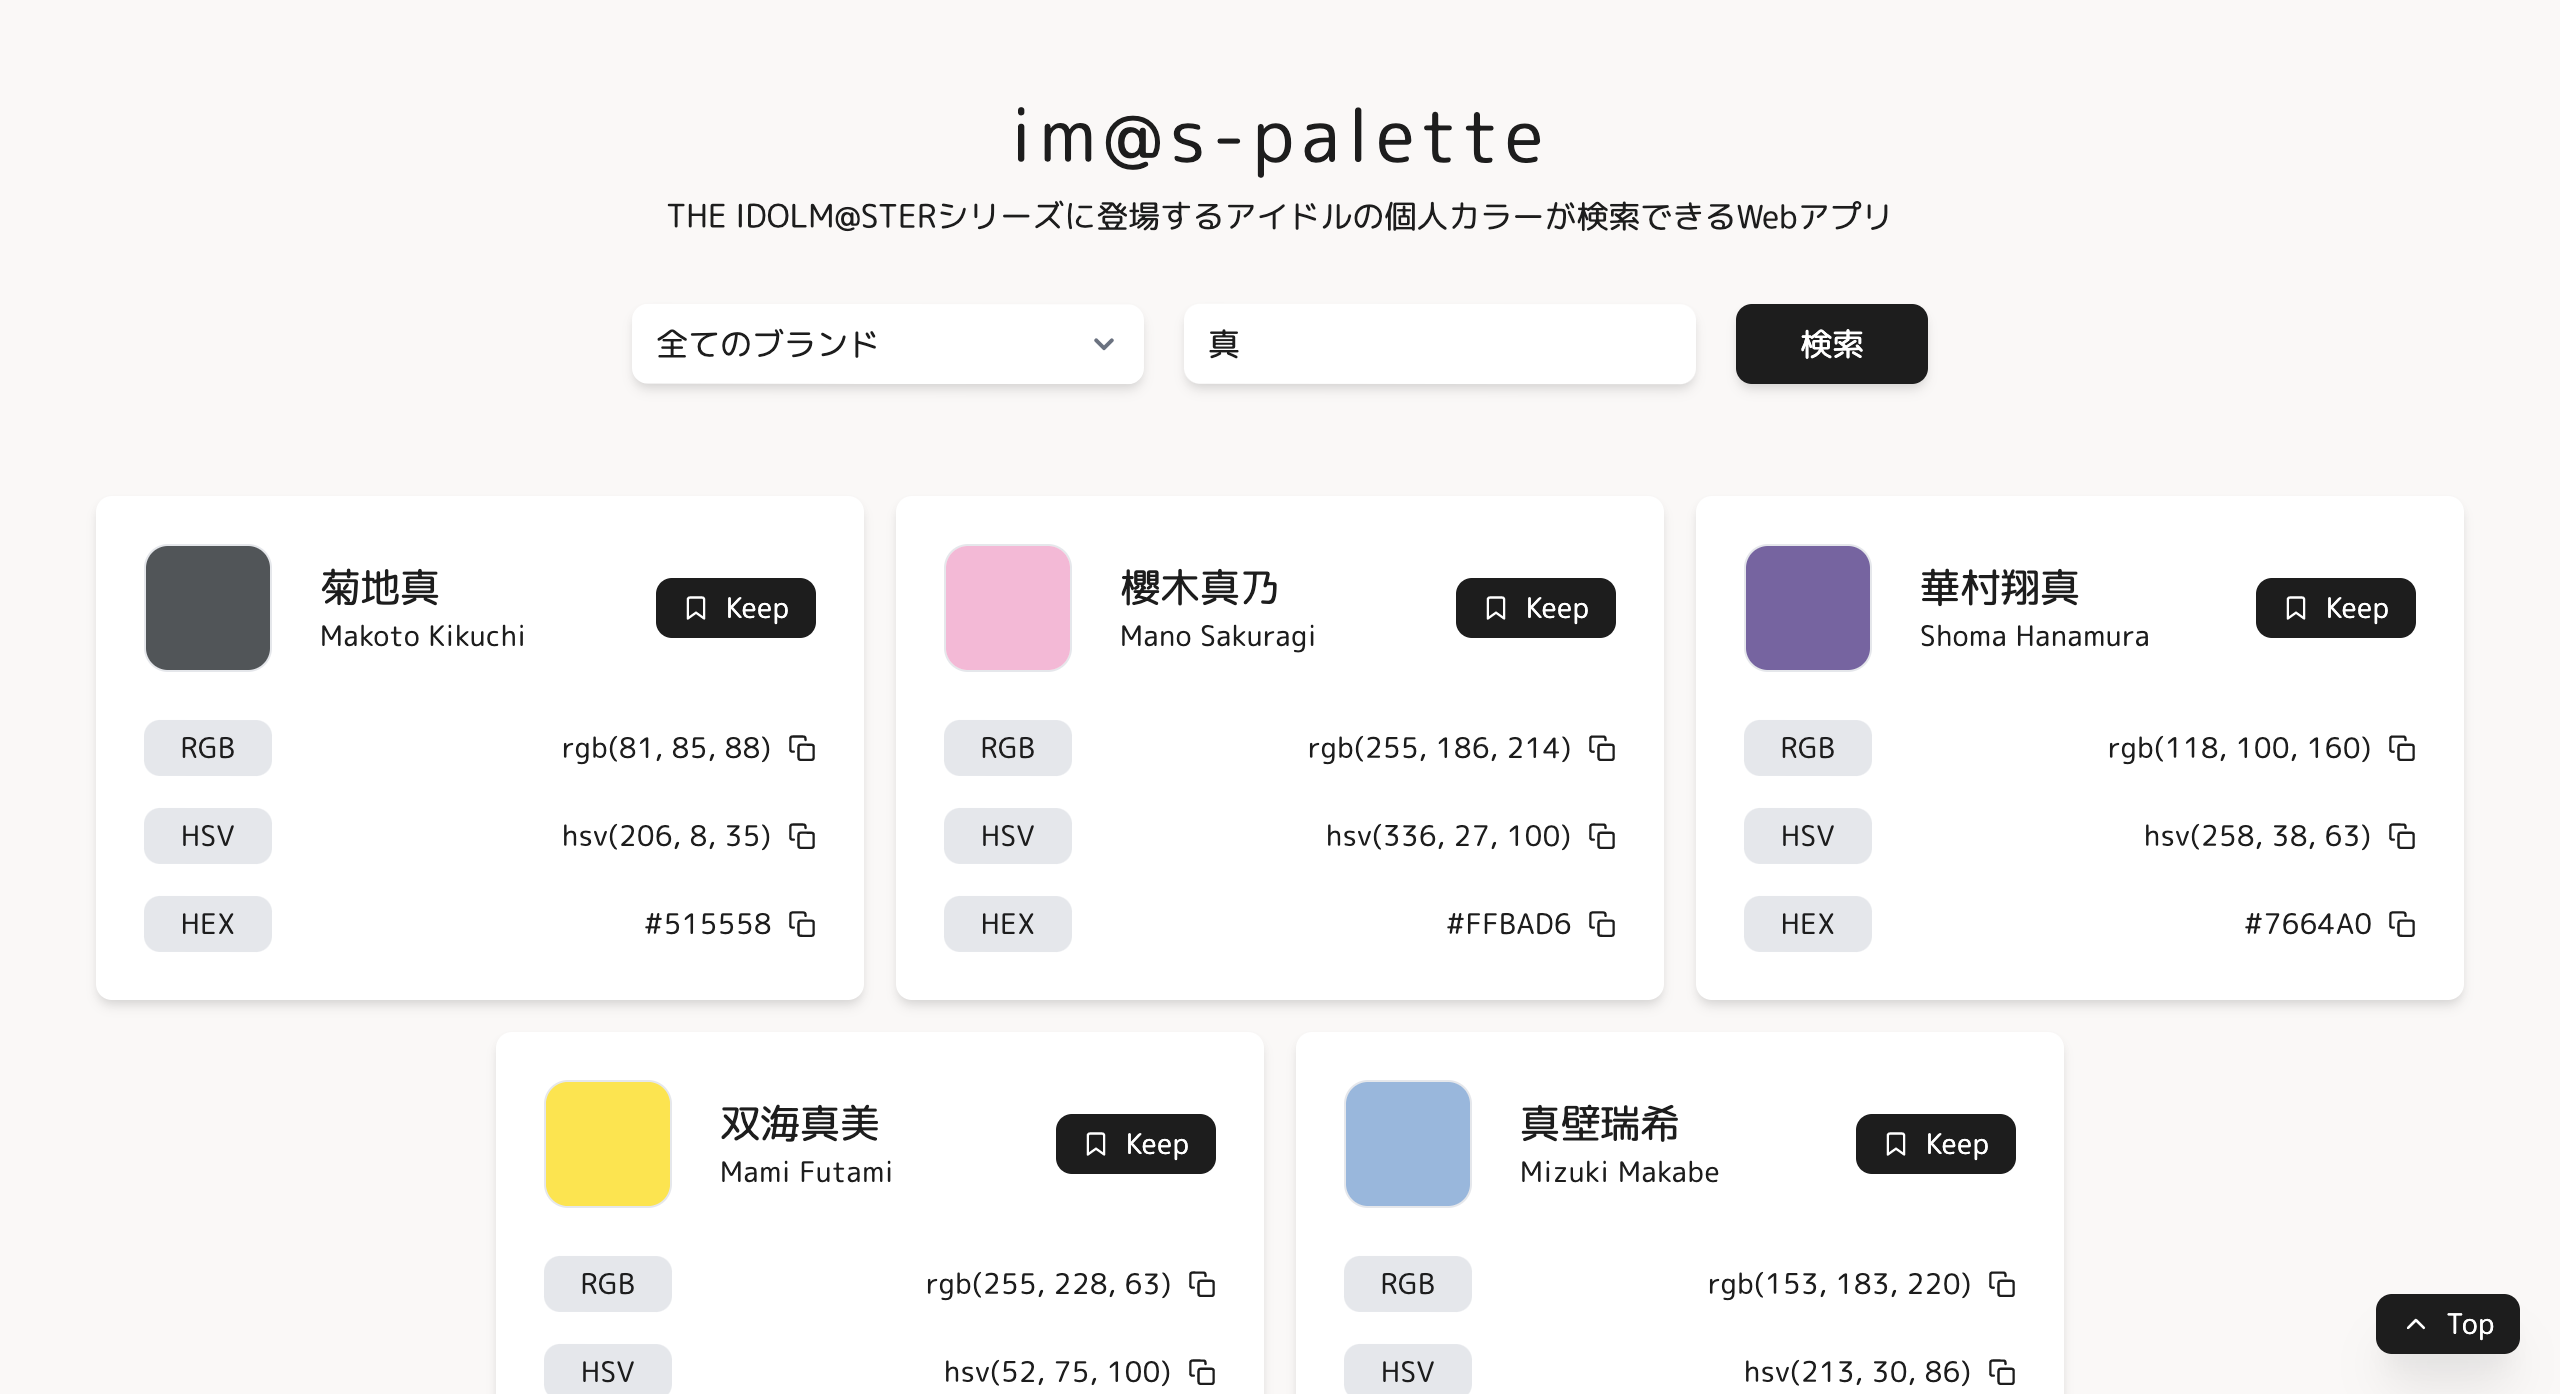 im@s-palette
THE IDOLM@STERシリーズに登場するアイドルの個人カラーが検索できるWebアプリ
全てのブランド
真
検索
菊地真
Makoto Kikuchi
Keep
RGB
rgb(81, 85, 88)
HSV
hsv(206, 8, 35)
HEX
#515558
櫻木真乃
Mano Sakuragi
Keep
RGB
rgb(255, 186, 214)
HSV
hsv(336, 27, 100)
HEX
#FFBAD6
華村翔真
Shoma Hanamura
Keep
RGB
rgb(118, 100, 160)
HSV
hsv(258, 38, 63)
HEX
#7664A0
双海真美
Mami Futami
Keep
RGB
rgb(255, 228, 63)
HSV
hsv(52, 75, 100)
真壁瑞希
Mizuki Makabe
Keep
RGB
rgb(153, 183, 220)
HSV
hsv(213, 30, 86)
Top